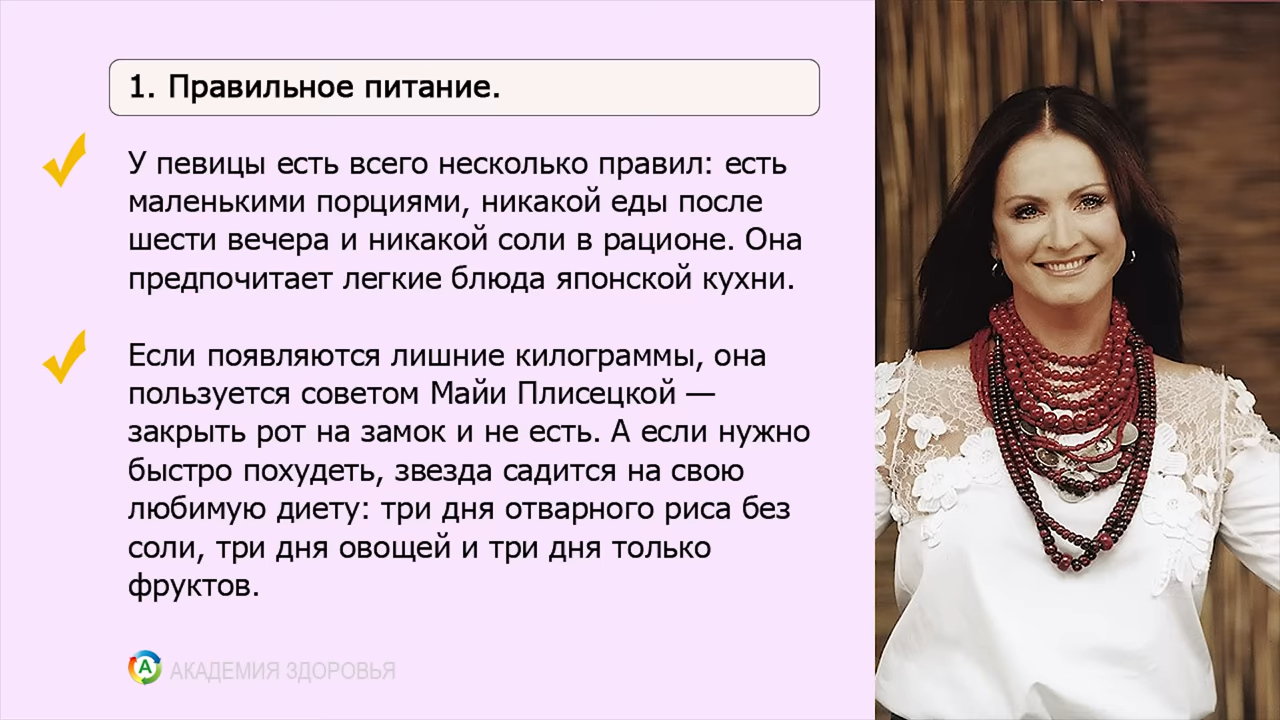 1. Правильное питание.
У певицы есть всего несколько правил: есть
маленькими порциями, никакой еды после
шести вечера и никакой соли в рационе. Она
предпочитает легкие блюда японской кухни.
Если появляются лишние килограммы, она
пользуется советом Майи Плисецкой —
закрыть рот на замок и не есть. А если нужно
быстро похудеть, звезда садится на свою
любимую диету: три дня отварного риса без
соли, три дня овощей и три дня только
фруктов.
А АКАДЕМИЯ ЗДОРОВЬЯ